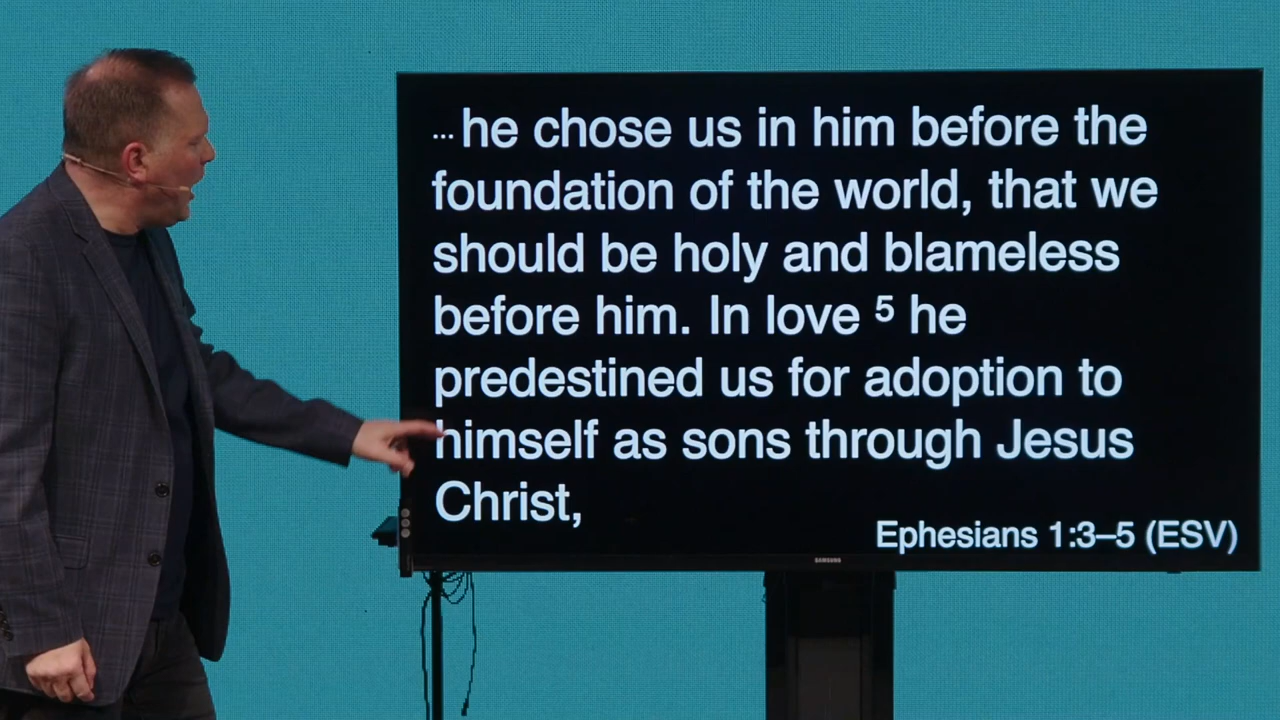 ... he chose us in him before the
foundation of the world, that we
should be holy and blameless
before him. In love ⁵ he
predestined us for adoption to
himself as sons through Jesus
Christ,
Ephesians 1:3–5 (ESV)
SAMSUNG